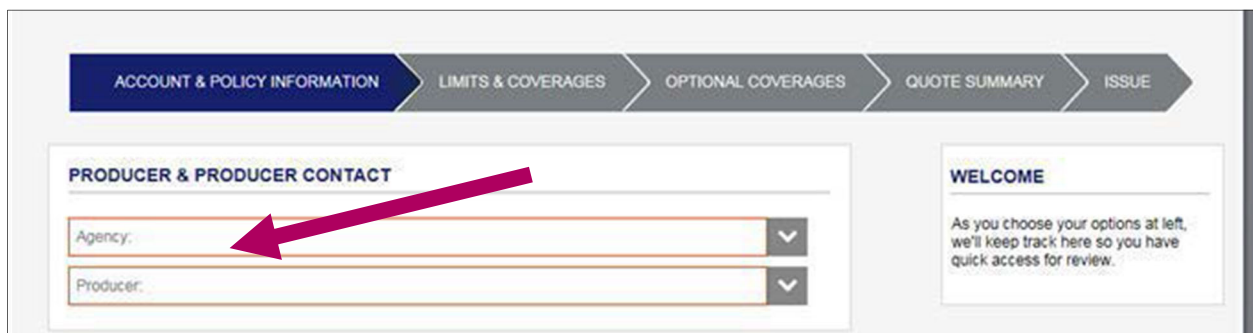 ACCOUNT & POLICY INFORMATION
LIMITS & COVERAGES
OPTIONAL COVERAGES
QUOTE SUMMARY
ISSUE
PRODUCER & PRODUCER CONTACT
Agency:
Producer:
WELCOME
As you choose your options at left,
we'll keep track here so you have
quick access for review.